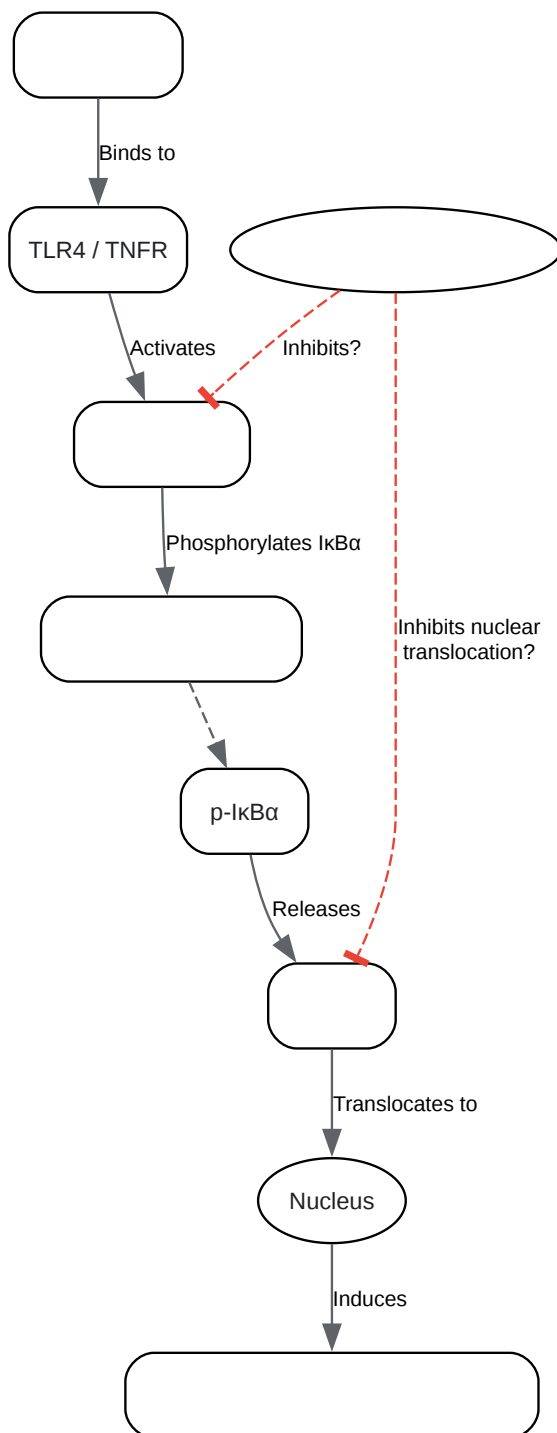 Binds to
TLR4 / TNFR
Activates
Inhibits?
Phosphorylates IκBα
Inhibits nuclear
translocation?
p-IκBα
Releases
Translocates to
Nucleus
Induces